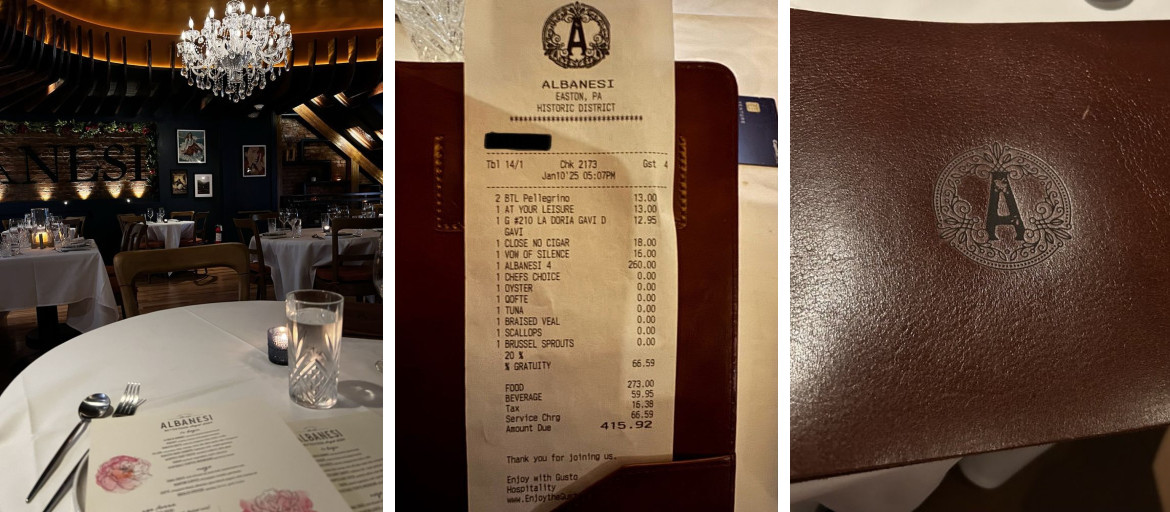 ANESI
ALBANESI
ALBANESI
A
ALBANESI
EASTON, PA
HISTORIC DISTRICT
Tbl 14/1 Chk 2173 Gst 4
Jan10'25 05:07PM
2 BTL Pellegrino 13.00
1 AT YOUR LEISURE 13.00
1 G #210 LA DORIA GAVI D 12.95
GAVI
1 CLOSE NO CIGAR 18.00
1 VOW OF SILENCE 16.00
1 ALBANESI 4 260.00
1 CHEFS CHOICE 0.00
1 OYSTER 0.00
1 QOFTE 0.00
1 TUNA 0.00
1 BRAISED VEAL 0.00
1 SCALLOPS 0.00
1 BRUSSEL SPROUTS 0.00
20 %
% GRATUITY 66.59
FOOD 273.00
BEVERAGE 59.95
Tax 16.38
Service Chrg 66.59
Amount Due 415.92
Thank you for joining us.
Enjoy with Gusto
Hospitality
www.EnjoytheGust
A